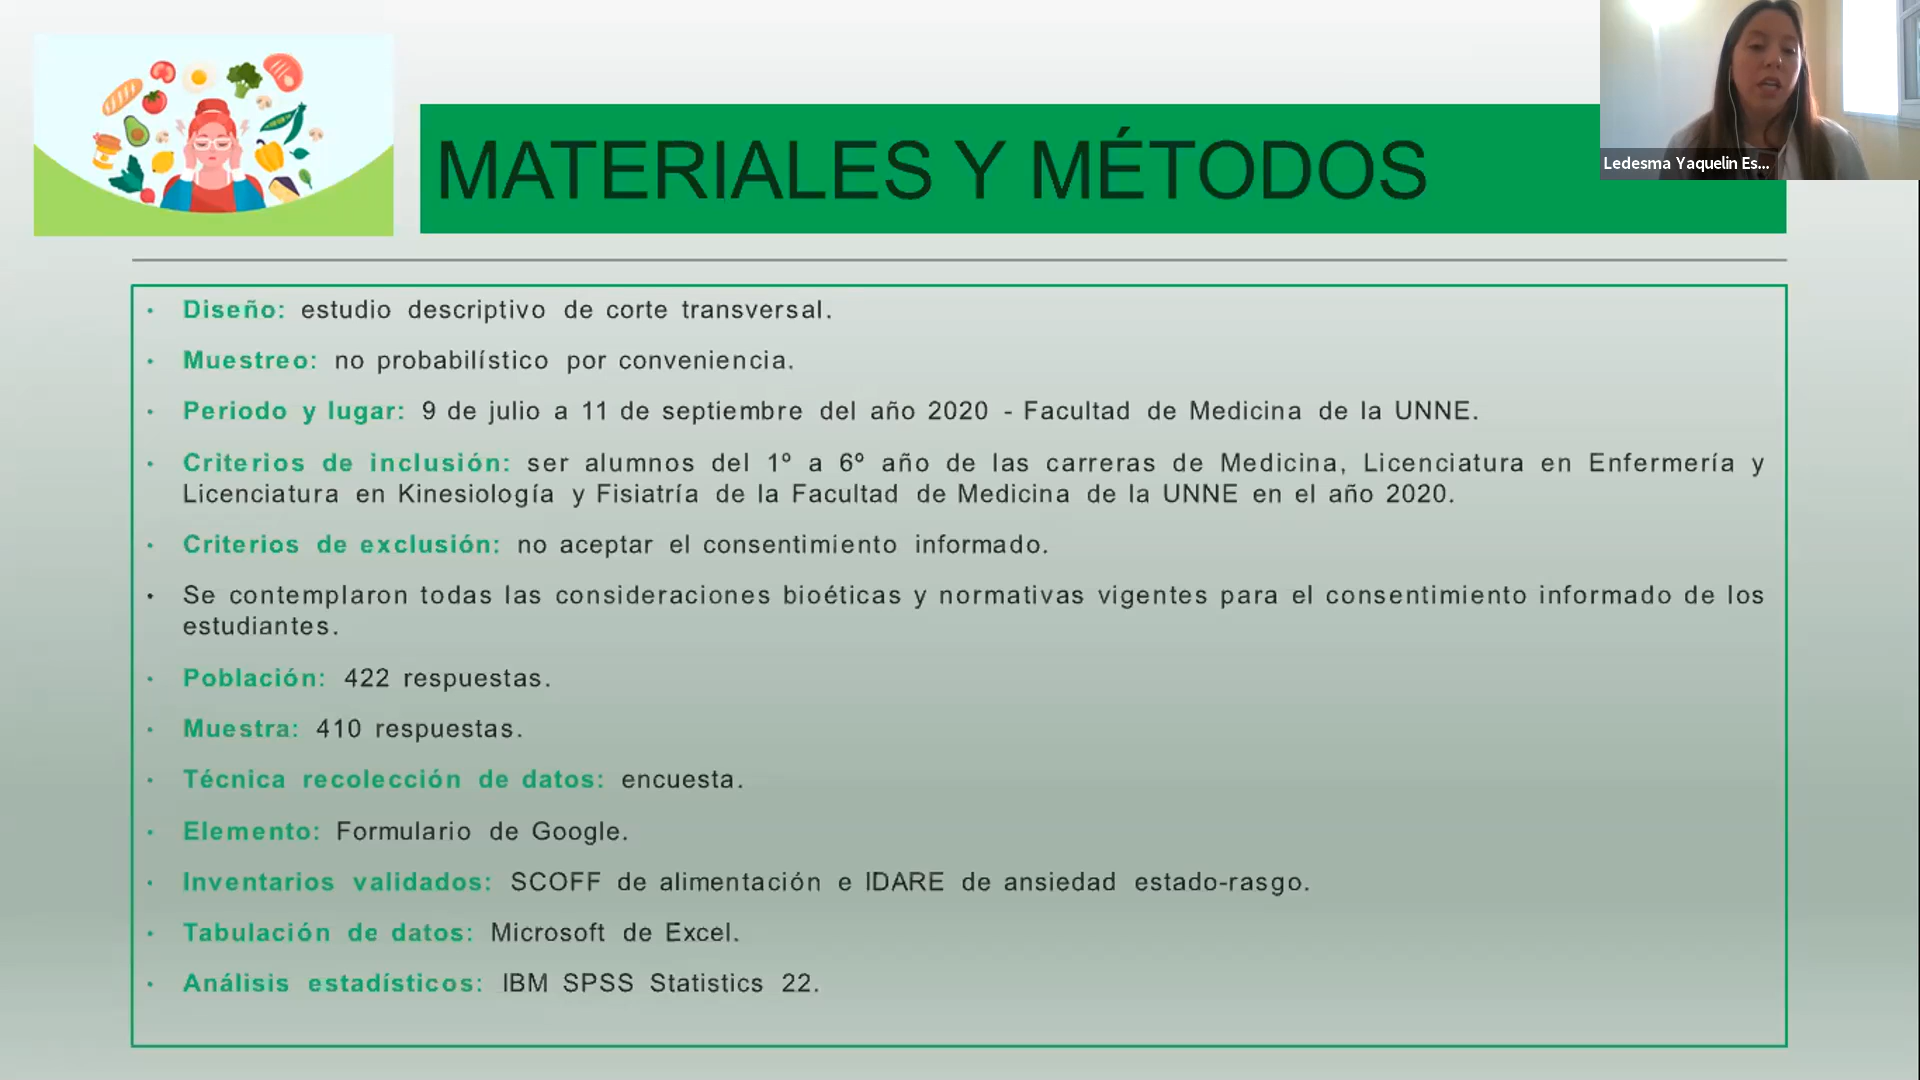 MATERIALES Y MÉTODOS
Ledesma Yaquelin Es...
• Diseño: estudio descriptivo de corte transversal.
• Muestreo: no probabilístico por conveniencia.
• Periodo y lugar: 9 de julio a 11 de septiembre del año 2020 - Facultad de Medicina de la UNNE.
• Criterios de inclusión: ser alumnos del 1º a 6º año de las carreras de Medicina, Licenciatura en Enfermería y
Licenciatura en Kinesiología y Fisiatría de la Facultad de Medicina de la UNNE en el año 2020.
• Criterios de exclusión: no aceptar el consentimiento informado.
• Se contemplaron todas las consideraciones bioéticas y normativas vigentes para el consentimiento informado de los
estudiantes.
• Población: 422 respuestas.
• Muestra: 410 respuestas.
• Técnica recolección de datos: encuesta.
• Elemento: Formulario de Google.
• Inventarios validados: SCOFF de alimentación e IDARE de ansiedad estado-rasgo.
• Tabulación de datos: Microsoft de Excel.
• Análisis estadísticos: IBM SPSS Statistics 22.